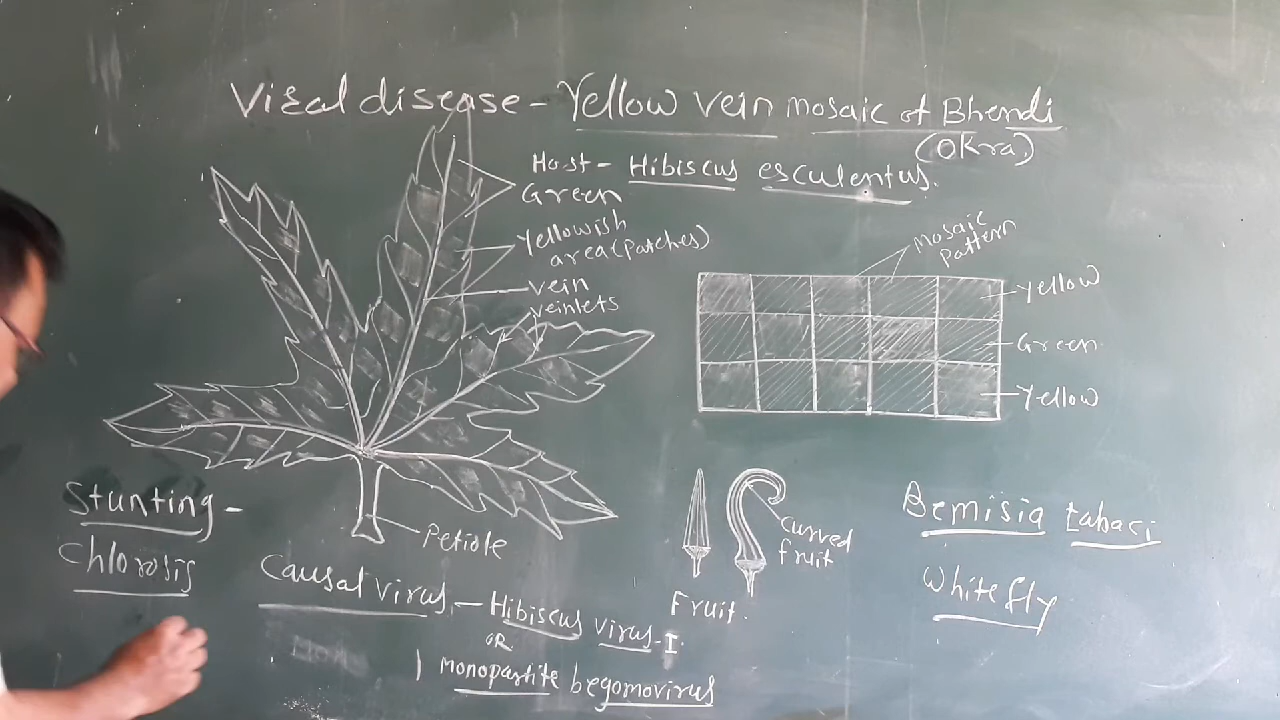 Viral disease - Yellow vein mosaic of Bhendi
(Okra)
Host - Hibiscus esculentus.
Green
Yellowish
area (Patches)
vein
veinlets
Petiole
Mosaic
Pattern
Yellow
Green
Yellow
Stunting -
Chlorosis
Causal virus - Hibiscus virus-I.
OR
monopartite begomovirus
Curved
fruit
Fruit.
Bemisia tabaci
Whitefly